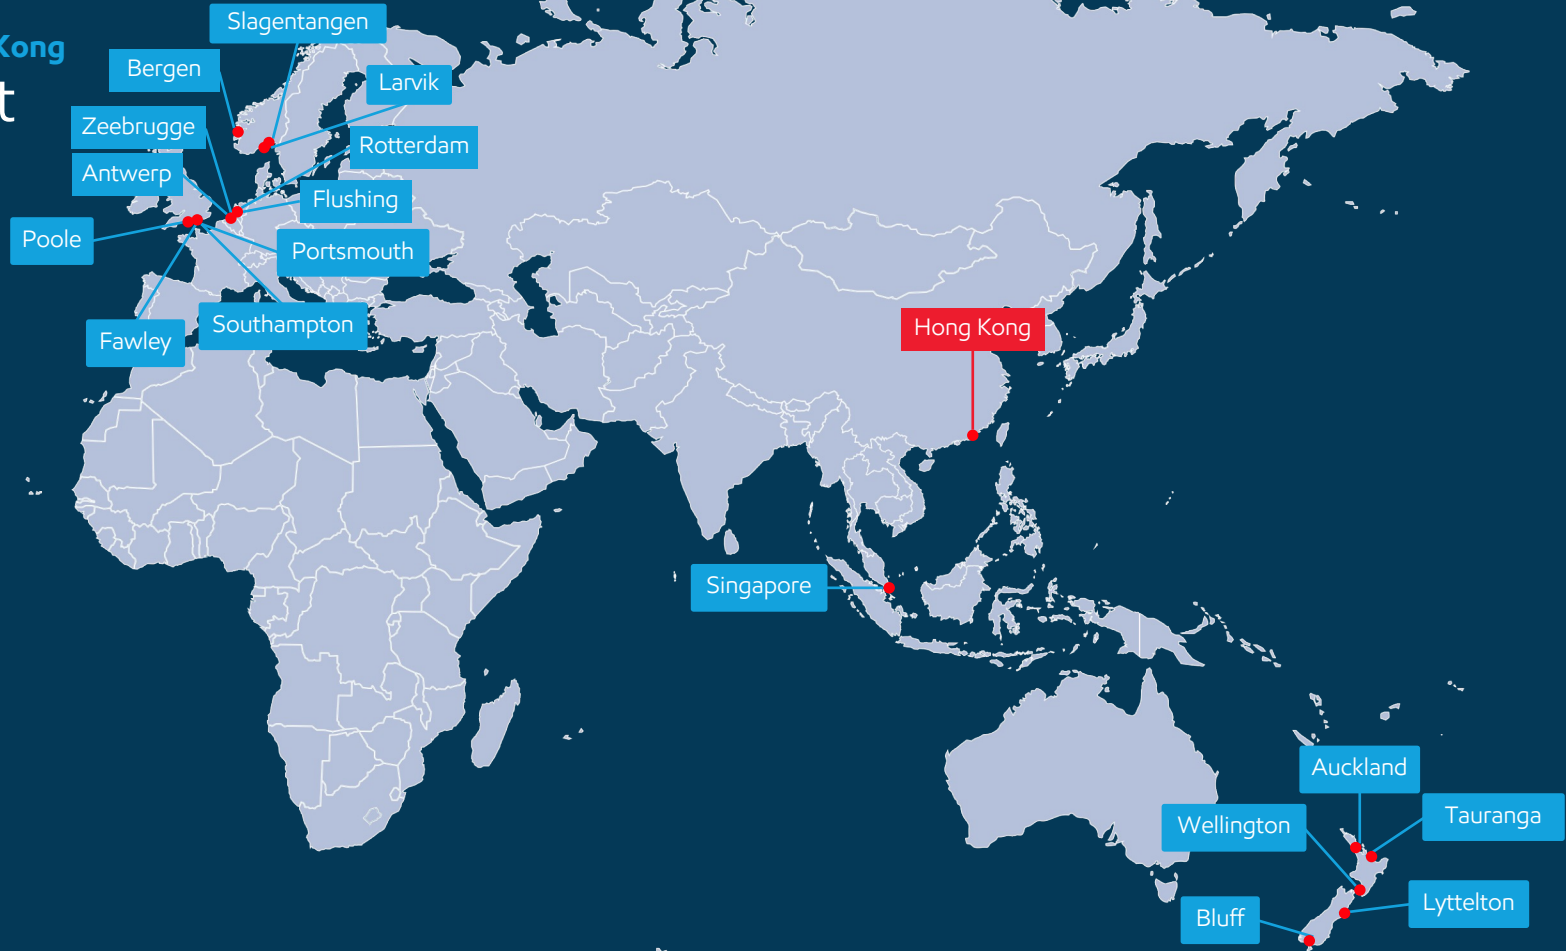 Kong
t
Slagentangen
Bergen
Larvik
Zeebrugge
Rotterdam
Antwerp
Flushing
Poole
Portsmouth
Southampton
Fawley
Hong Kong
Singapore
Auckland
Tauranga
Wellington
Lyttelton
Bluff